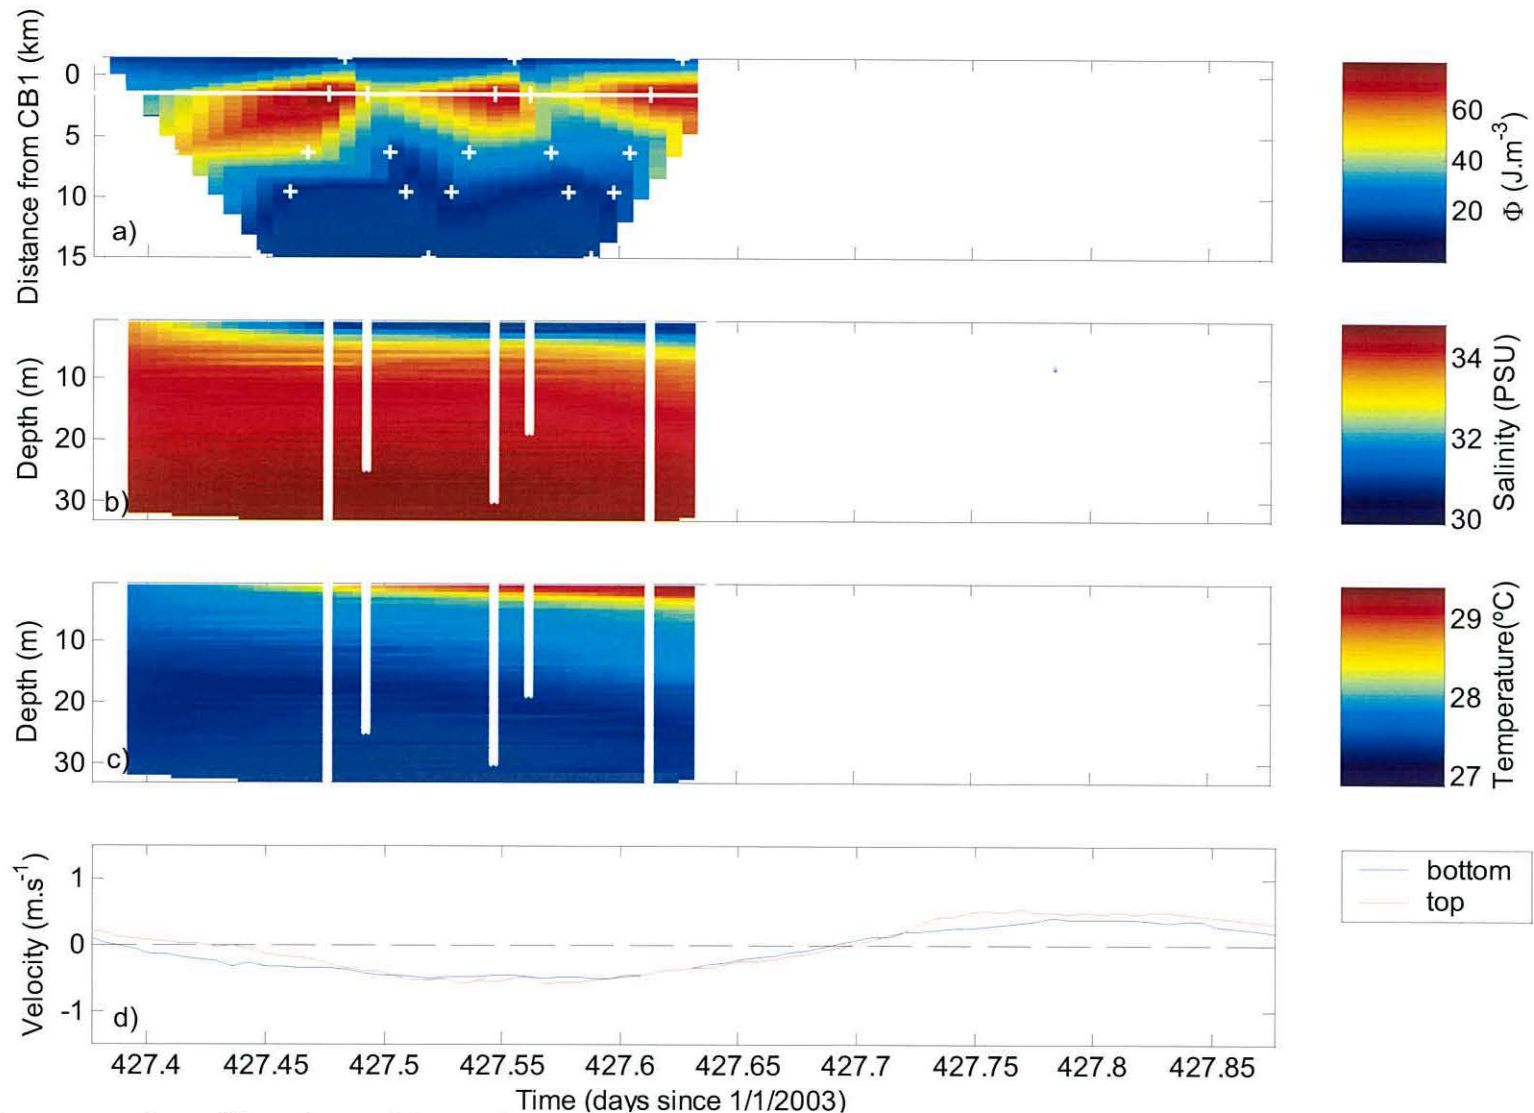 Distance from CB1 (km)
0
5
10
15
a)
60
40
20
Φ (J.m-3)
Depth (m)
10
20
30
b)
34
32
30
Salinity (PSU)
Depth (m)
10
20
30
c)
29
28
27
Temperature(ºC)
Velocity (m.s-1)
1
0
-1
d)
bottom
top
427.4 427.45 427.5 427.55 427.6 427.65 427.7 427.75 427.8 427.85
Time (days since 1/1/2003)